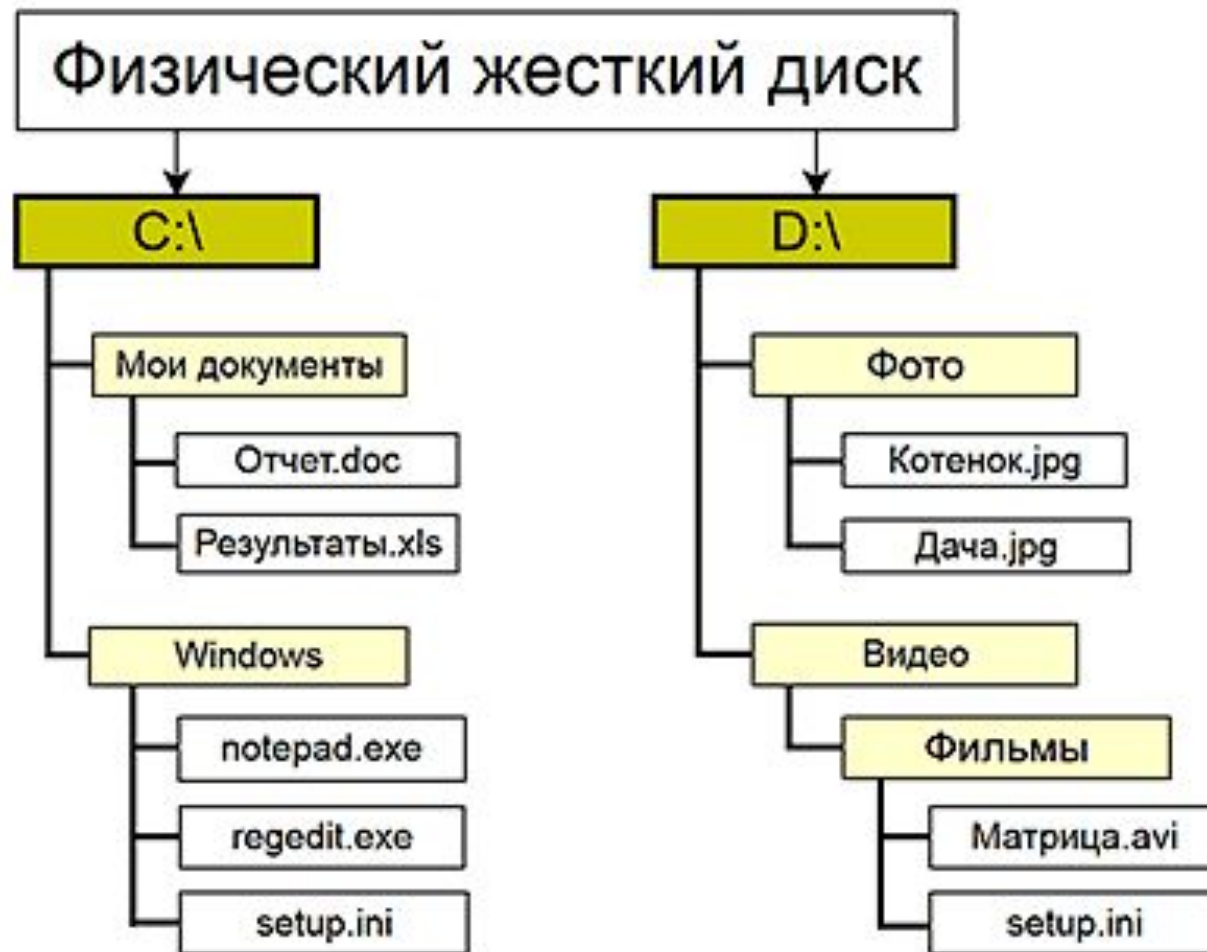 Физический жесткий диск
C:\
Мои документы
Отчет.doc
Результаты.xls
Windows
notepad.exe
regedit.exe
setup.ini
D:\
Фото
Котенок.jpg
Дача.jpg
Видео
Фильмы
Матрица.avi
setup.ini